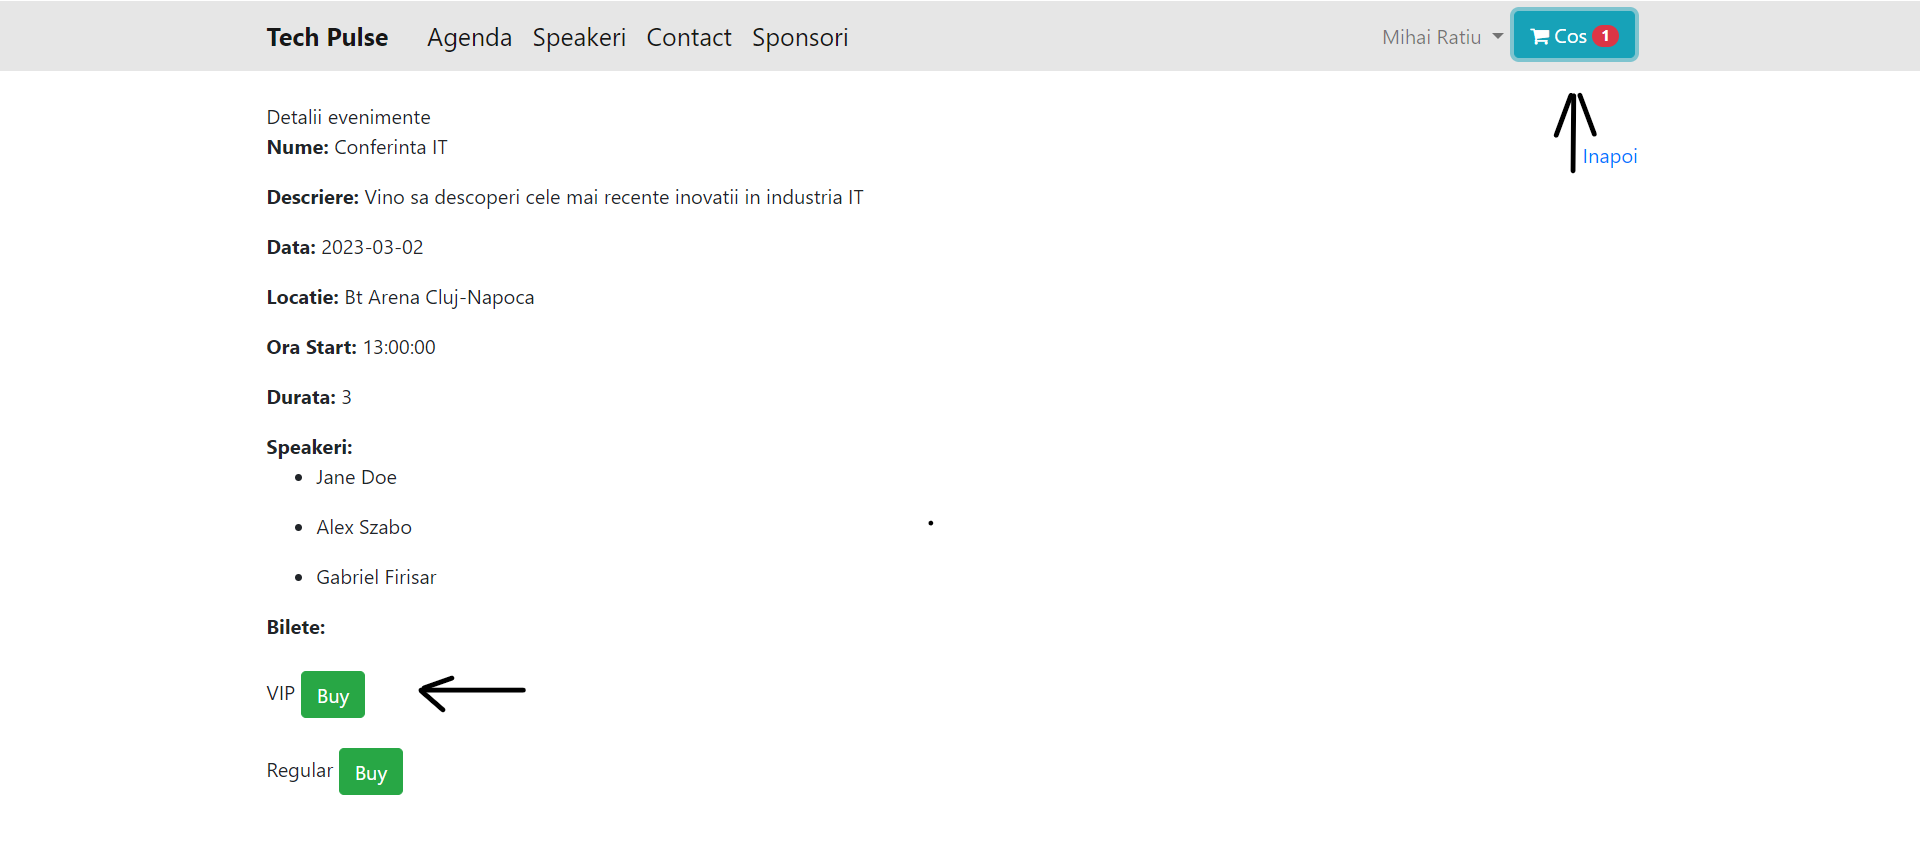 Tech Pulse Agenda Speakeri Contact Sponsori Mihai Ratiu Cos 1
Detalii evenimente
Nume: Conferinta IT
Inapoi
Descriere: Vino sa descoperi cele mai recente inovatii in industria IT
Data: 2023-03-02
Locatie: Bt Arena Cluj-Napoca
Ora Start: 13:00:00
Durata: 3
Speakeri:
• Jane Doe
• Alex Szabo
• Gabriel Firisar
Bilete:
VIP Buy
Regular Buy